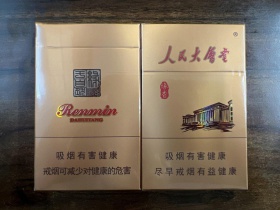 Renmin
吸烟有害健康
戒烟可减少对健康的危害
人民大會堂
®
吸烟有害健康
尽早戒烟有益健康